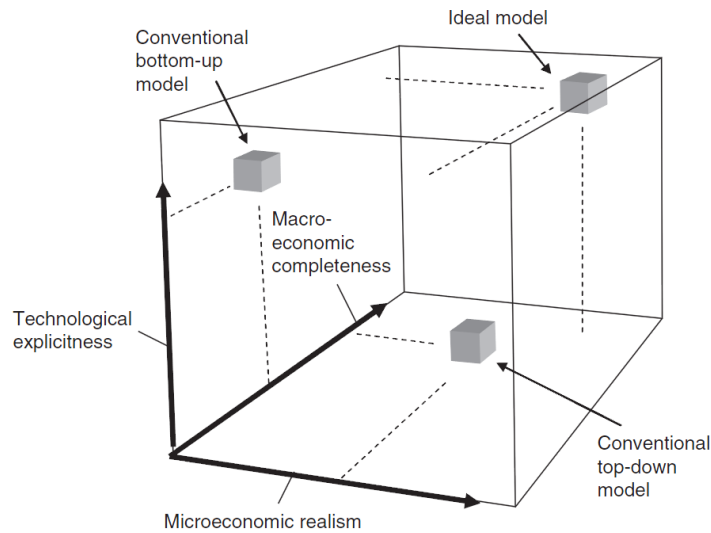 Ideal model
Conventional
bottom-up
model
Macro-
economic
completeness
Technological
explicitness
Conventional
top-down
model
Microeconomic realism